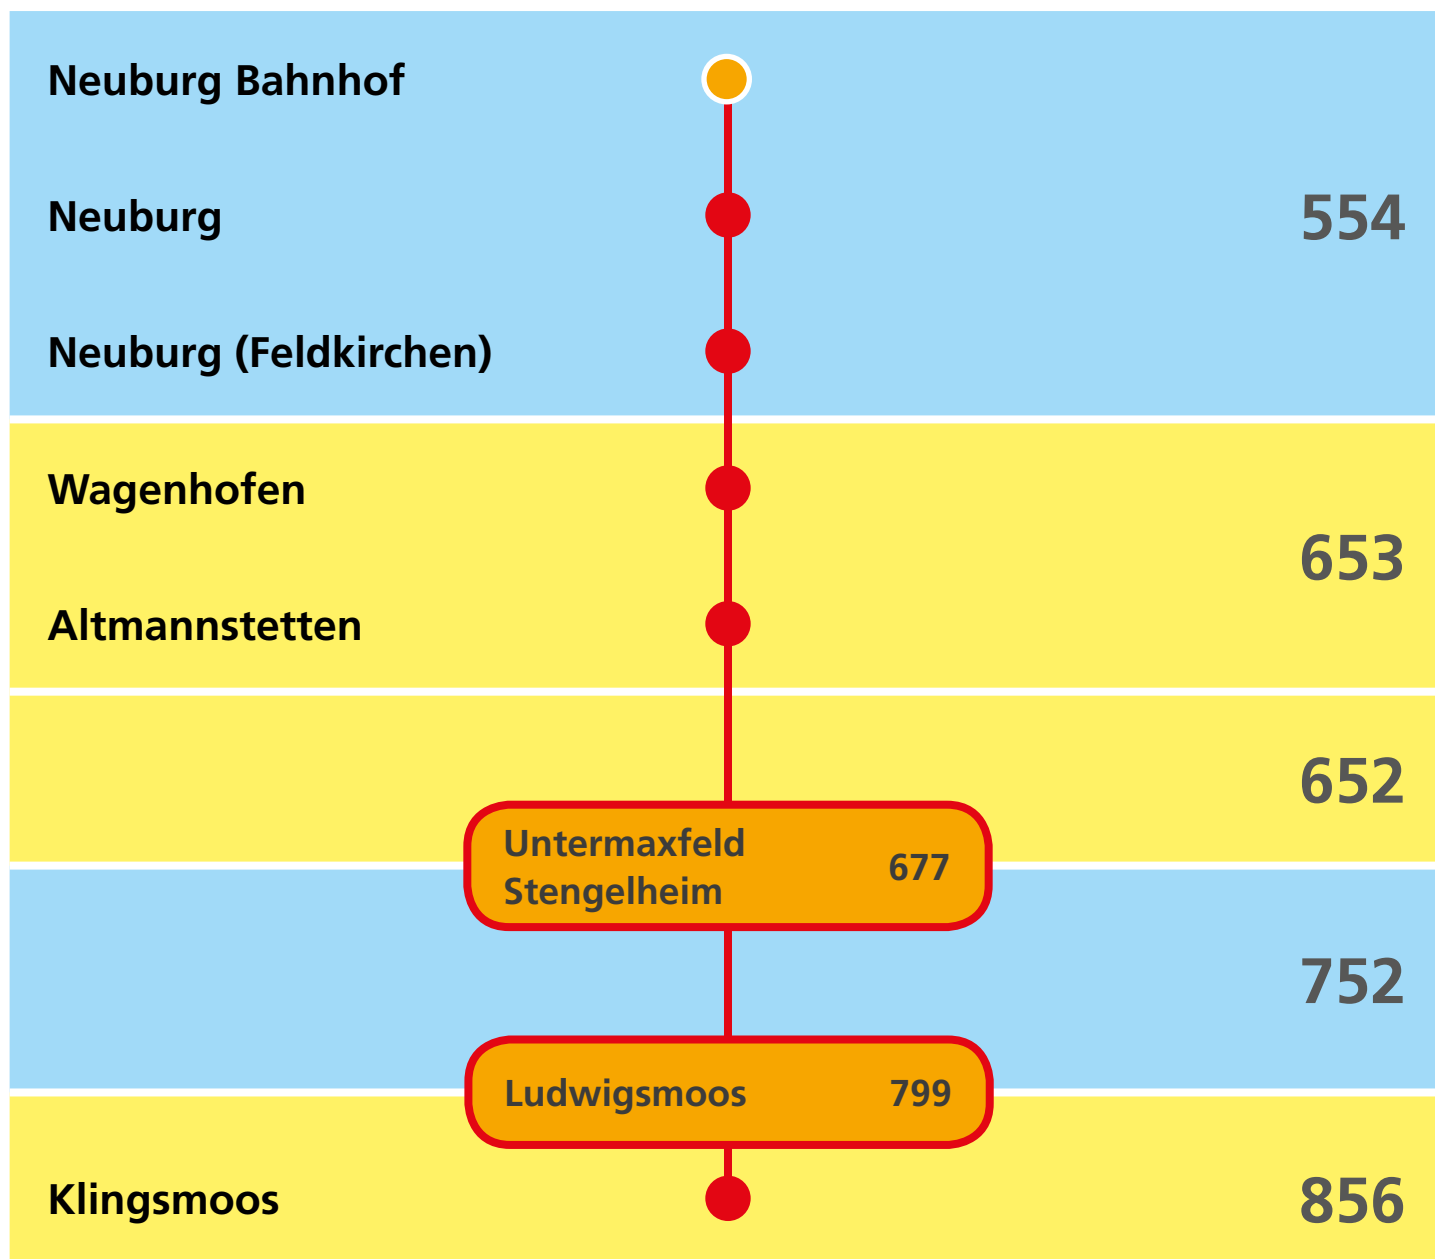 Neuburg Bahnhof
Neuburg
554
Neuburg (Feldkirchen)
Wagenhofen
653
Altmannstetten
652
Untermaxfeld
677
Stengelheim
752
Ludwigsmoos 799
Klingsmoos
856